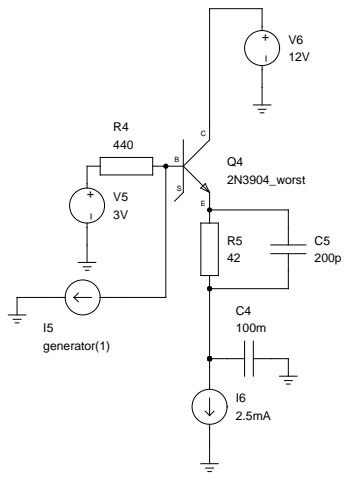 V6
12V
R4
440
C
B
Q4
2N3904_worst
S
E
V5
3V
R5
42
C5
200p
I5
generator(1)
C4
100m
I6
2.5mA